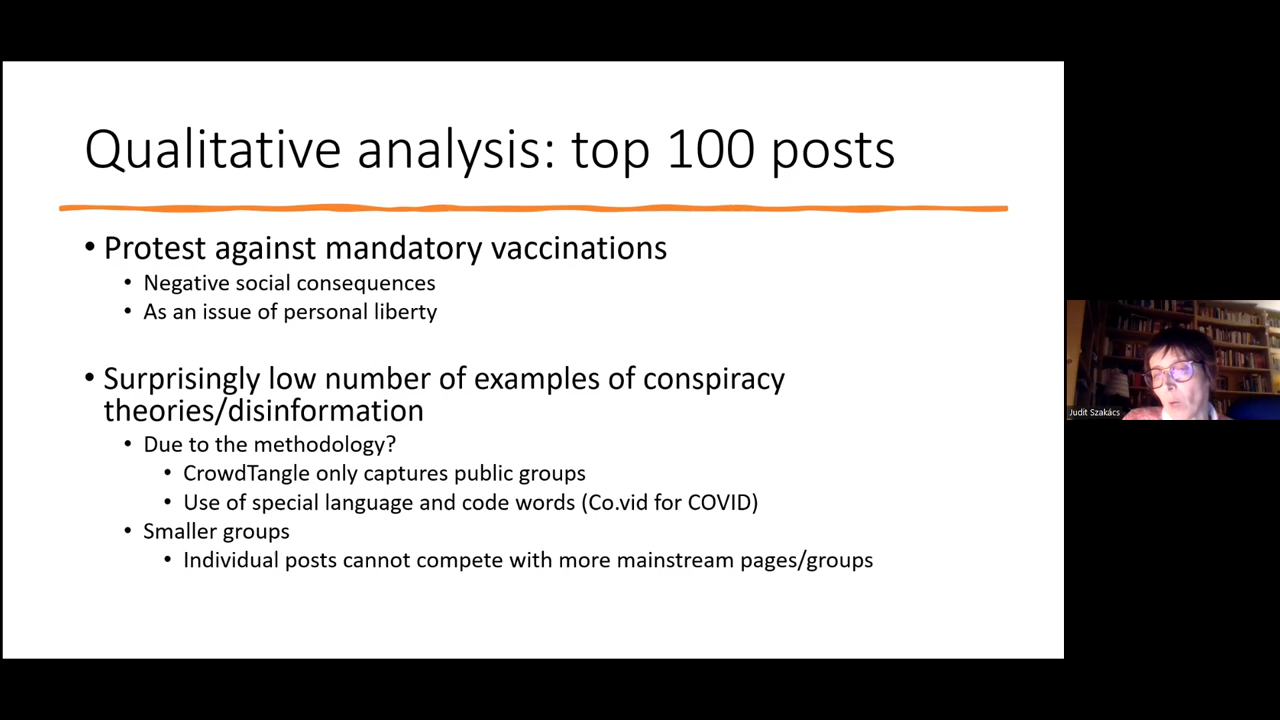 Qualitative analysis: top 100 posts
• Protest against mandatory vaccinations
• Negative social consequences
• As an issue of personal liberty
• Surprisingly low number of examples of conspiracy
theories/disinformation
• Due to the methodology?
• CrowdTangle only captures public groups
• Use of special language and code words (Co.vid for COVID)
• Smaller groups
• Individual posts cannot compete with more mainstream pages/groups
Judit Szakács